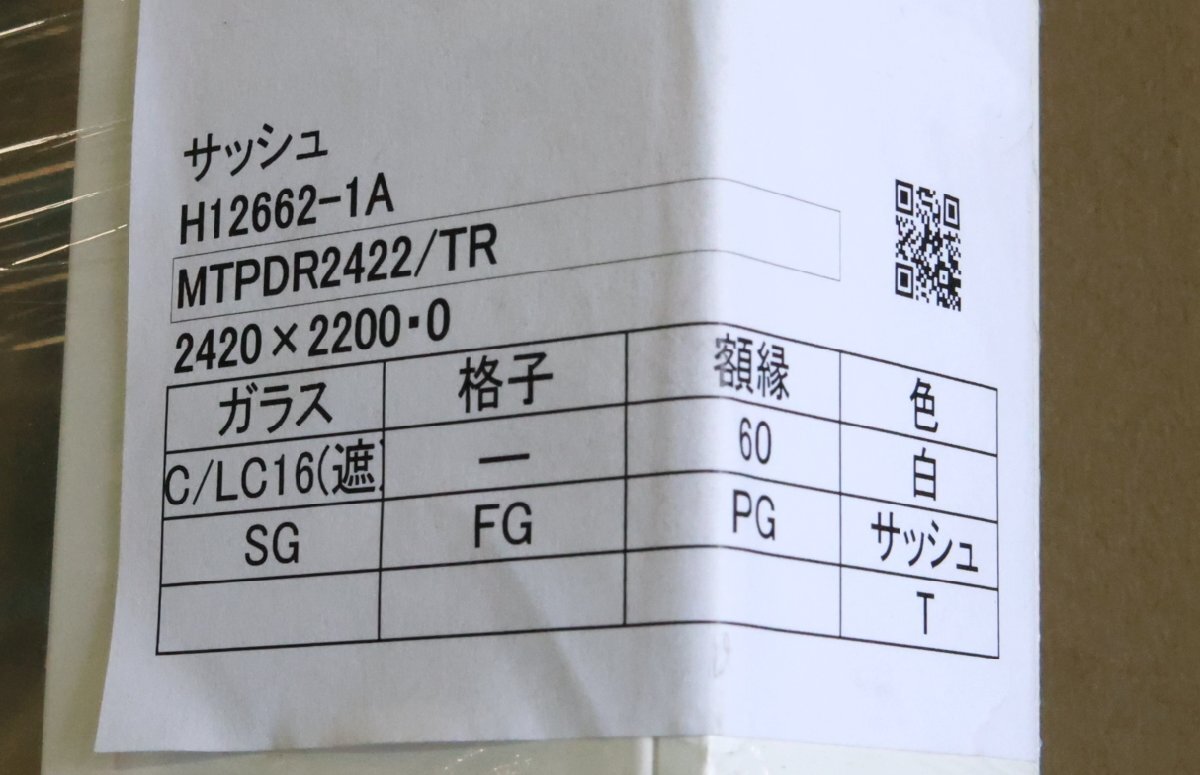 サッシュ
H12662-1A
MTPDR2422/TR
2420×2200・0
ガラス 格子 額縁 色
C/LC16(遮) — 60 白
SG FG PG サッシュ
T